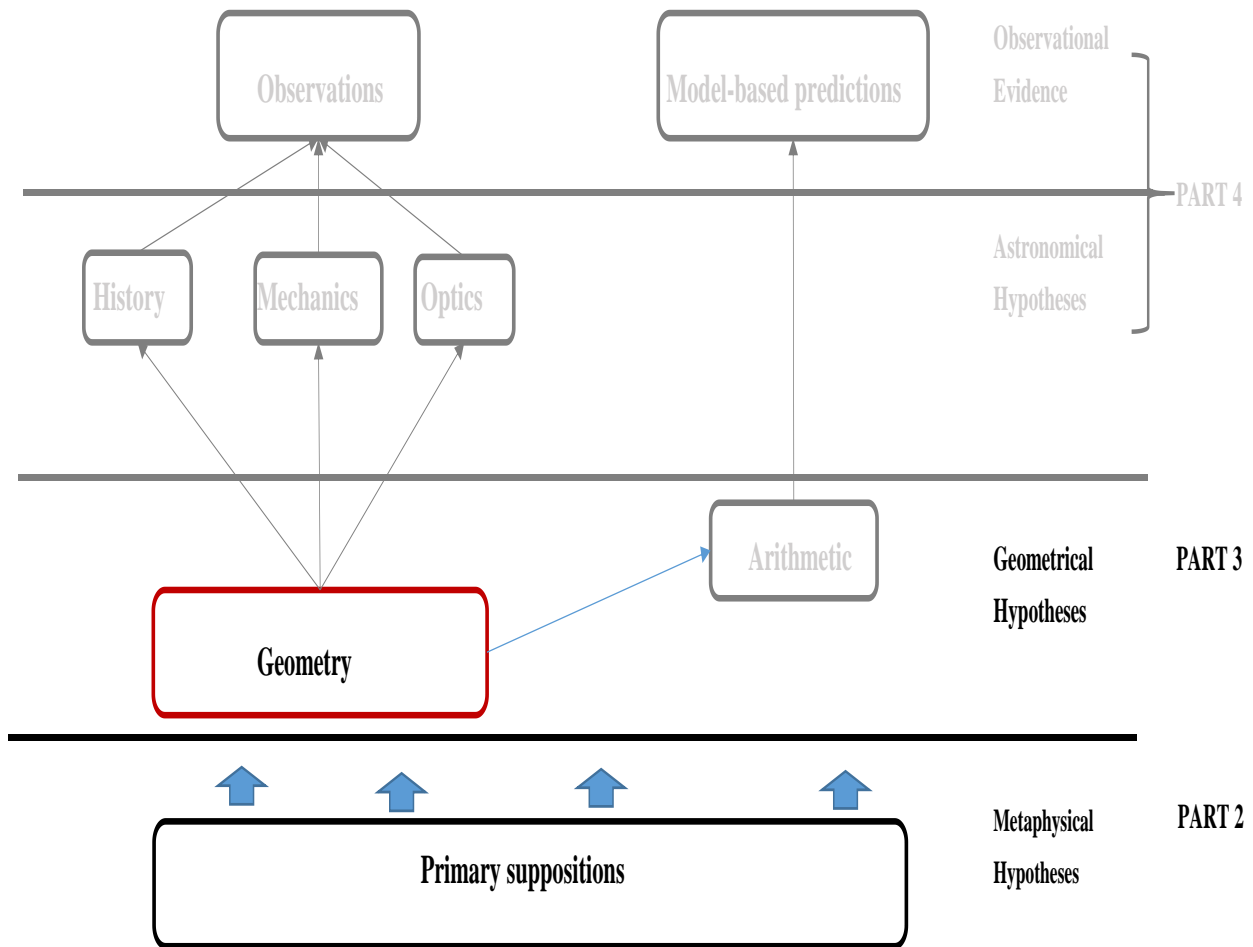 Observations
Model-based predictions
Observational
Evidence
PART 4
History
Mechanics
Optics
Astronomical
Hypotheses
Arithmetic
Geometrical
Hypotheses
PART 3
Geometry
Metaphysical
Hypotheses
PART 2
Primary suppositions